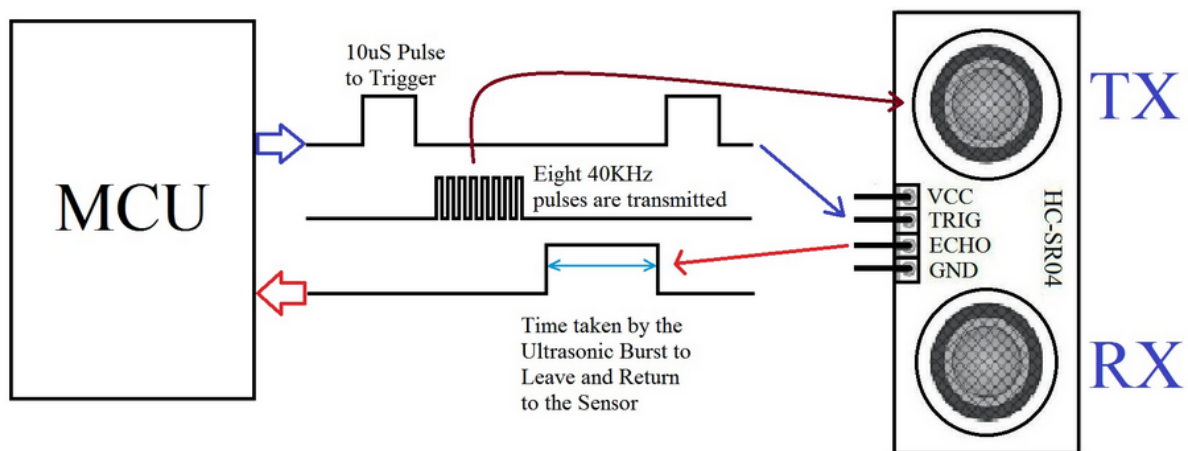 MCU
10uS Pulse
to Trigger
Eight 40KHz
pulses are transmitted
Time taken by the
Ultrasonic Burst to
Leave and Return
to the Sensor
VCC
TRIG
ECHO
GND
HC-SR04
TX
RX